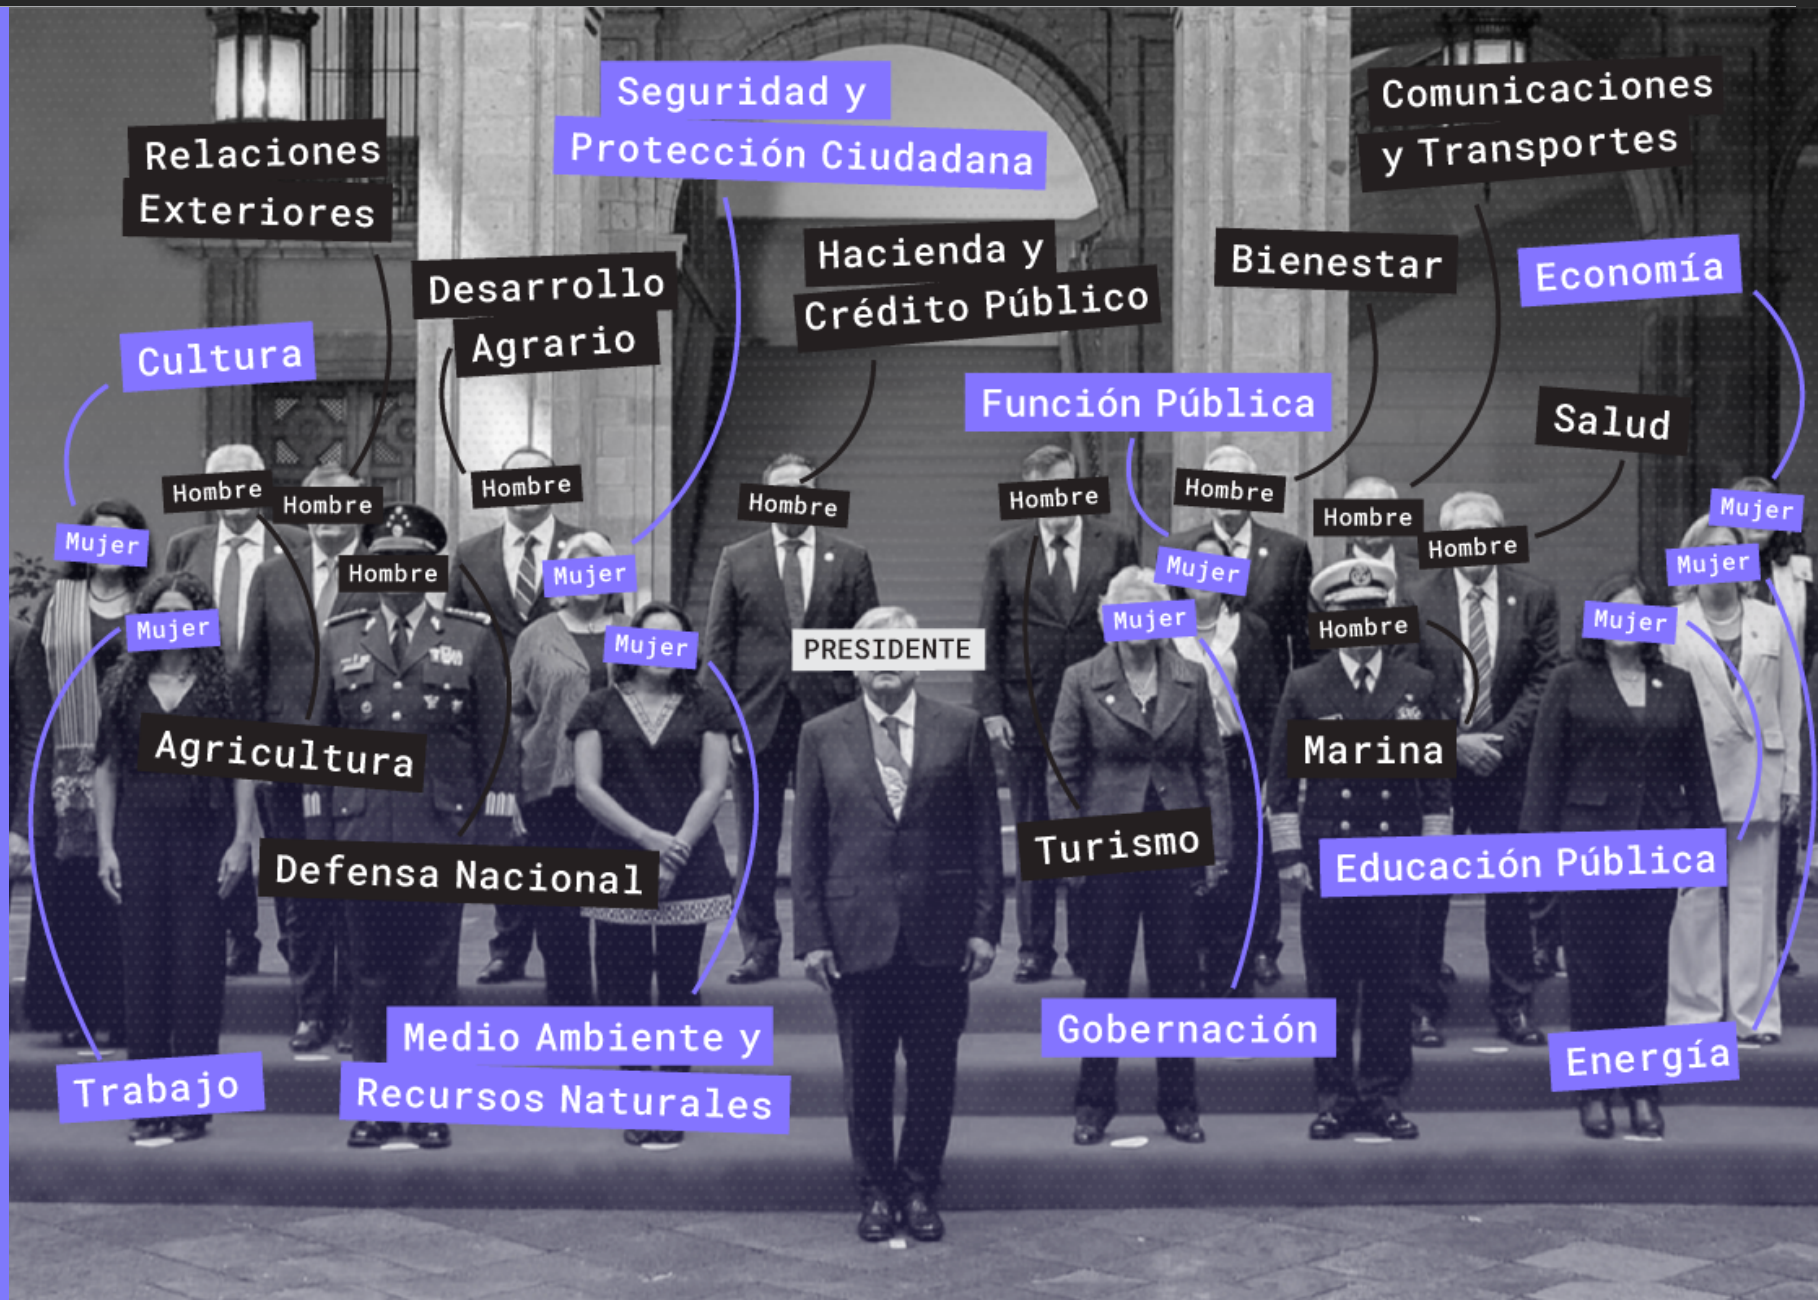 Seguridad y
Protección Ciudadana
Comunicaciones
y Transportes
Relaciones
Exteriores
Desarrollo
Agrario
Hacienda y
Crédito Público
Bienestar
Economía
Cultura
Función Pública
Salud
Hombre
Hombre
Hombre
Hombre
Hombre
Hombre
Hombre
Hombre
Mujer
Mujer
Mujer
Mujer
Mujer
Hombre
Mujer
Mujer
Mujer
PRESIDENTE
Mujer
Hombre
Mujer
Agricultura
Marina
Turismo
Defensa Nacional
Educación Pública
Medio Ambiente y
Recursos Naturales
Gobernación
Energía
Trabajo